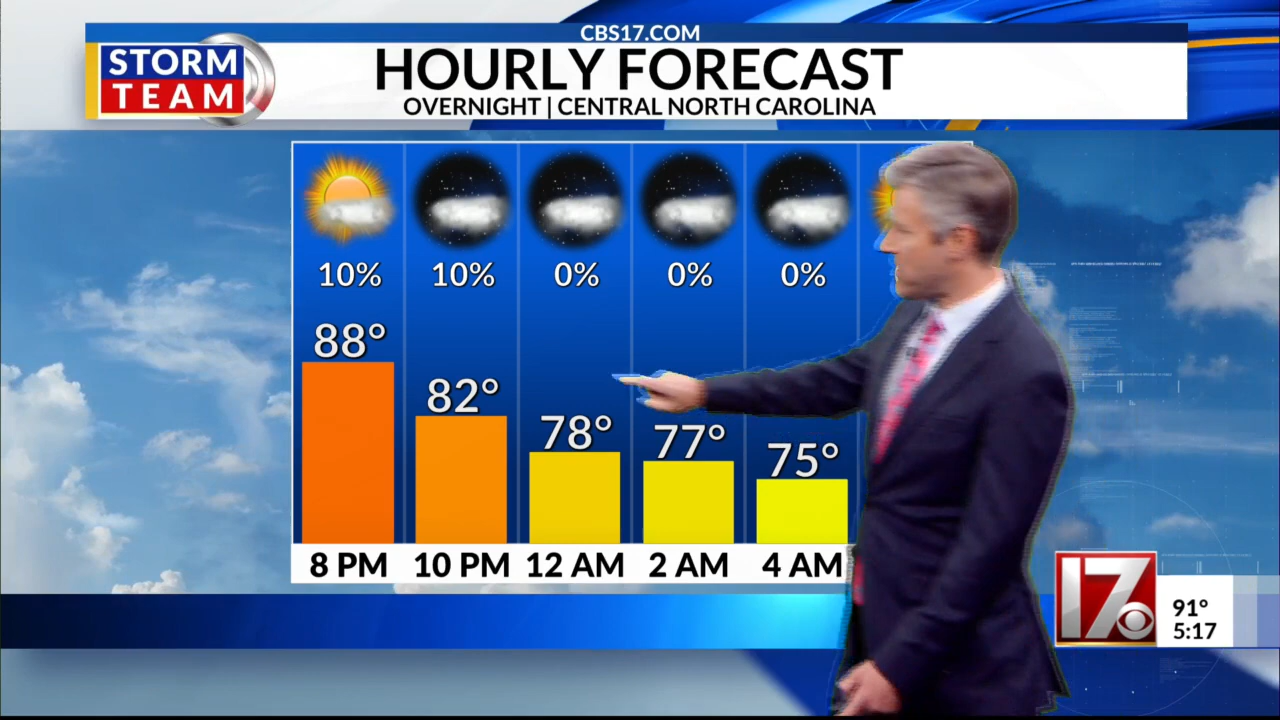 CBS17.COM
STORM
TEAM
HOURLY FORECAST
OVERNIGHT | CENTRAL NORTH CAROLINA
10% 10% 0% 0% 0%
88° 82° 78° 77° 75°
8 PM 10 PM 12 AM 2 AM 4 AM
17
91°
5:17